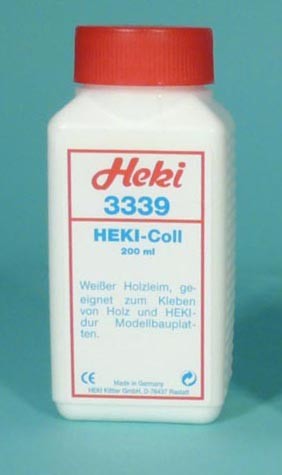 Heki
3339
HEKI-Coll
200 ml
Weißer Holzleim, ge-
eignet zum Kleben
von Holz und HEKI-
dur Modellbauplat-
ten.
CE Made in Germany
HEKI Kittler GmbH, D-76437 Rastatt